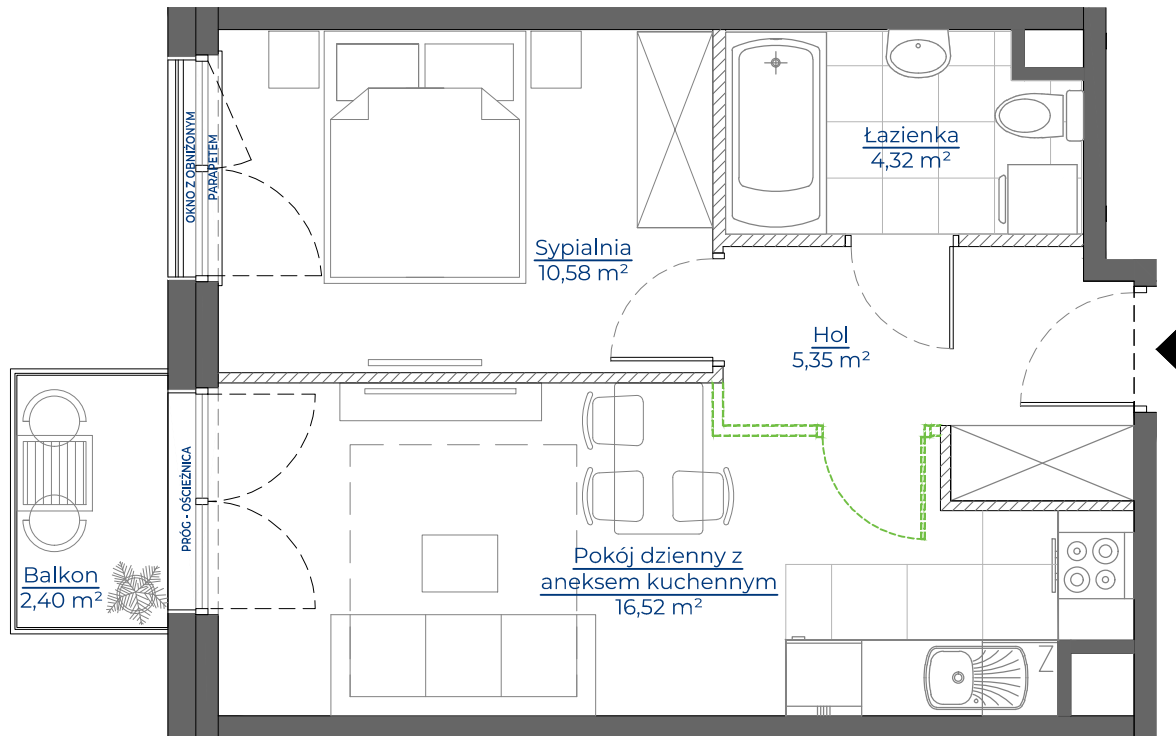 OKNO Z OBNIŻONYM
PARAPETEM
Łazienka
4,32 m²
Sypialnia
10,58 m²
Hol
5,35 m²
PRÓG - OŚCIEŻNICA
Balkon
2,40 m²
Pokój dzienny z
aneksem kuchennym
16,52 m²
Z